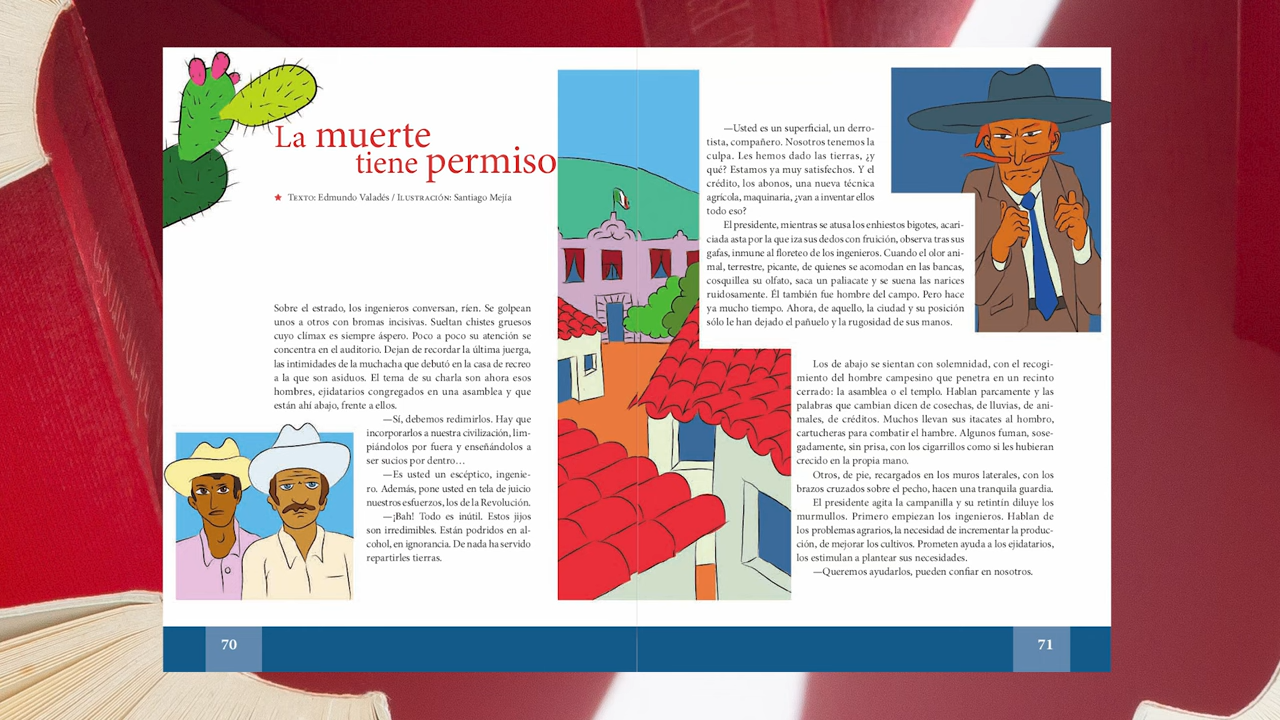 La muerte
tiene permiso
★ Texto: Edmundo Valadés / Ilustración: Santiago Mejía
Sobre el estrado, los ingenieros conversan, ríen. Se golpean
unos a otros con bromas incisivas. Sueltan chistes gruesos
cuyo clímax es siempre áspero. Poco a poco su atención se
concentra en el auditorio. Dejan de recordar la última juerga,
las intimidades de la muchacha que debutó en la casa de recreo
a la que son asiduos. El tema de su charla son ahora esos
hombres, ejidatarios congregados en una asamblea y que
están ahí abajo, frente a ellos.
—Sí, debemos redimirlos. Hay que
incorporarlos a nuestra civilización, lim-
piándolos por fuera y enseñándolos a
ser sucios por dentro…
—Es usted un escéptico, ingenie-
ro. Además, pone usted en tela de juicio
nuestros esfuerzos, los de la Revolución.
—¡Bah! Todo es inútil. Estos jijos
son irredimibles. Están podridos en al-
cohol, en ignorancia. De nada ha servido
repartirles tierras.
70
—Usted es un superficial, un derro-
tista, compañero. Nosotros tenemos la
culpa. Les hemos dado las tierras, ¿y
qué? Estamos ya muy satisfechos. Y el
crédito, los abonos, una nueva técnica
agrícola, maquinaria, ¿van a inventar ellos
todo eso?
El presidente, mientras se atusa los enhiestos bigotes, acari-
ciada asta por la que iza sus dedos con fruición, observa tras sus
gafas, inmune al floreteo de los ingenieros. Cuando el olor ani-
mal, terrestre, picante, de quienes se acomodan en las bancas,
cosquillea su olfato, saca un paliacate y se suena las narices
ruidosamente. Él también fue hombre del campo. Pero hace
ya mucho tiempo. Ahora, de aquello, la ciudad y su posición
sólo le han dejado el pañuelo y la rugosidad de sus manos.
Los de abajo se sientan con solemnidad, con el recogi-
miento del hombre campesino que penetra en un recinto
cerrado: la asamblea o el templo. Hablan parcamente y las
palabras que cambian dicen de cosechas, de lluvias, de ani-
males, de créditos. Muchos llevan sus itacates al hombro,
cartucheras para combatir el hambre. Algunos fuman, sose-
gadamente, sin prisa, con los cigarrillos como si les hubieran
crecido en la propia mano.
Otros, de pie, recargados en los muros laterales, con los
brazos cruzados sobre el pecho, hacen una tranquila guardia.
El presidente agita la campanilla y su retintín diluye los
murmullos. Primero empiezan los ingenieros. Hablan de
los problemas agrarios, la necesidad de incrementar la produc-
ción, de mejorar los cultivos. Prometen ayuda a los ejidatarios,
los estimulan a plantear sus necesidades.
—Queremos ayudarlos, pueden confiar en nosotros.
71